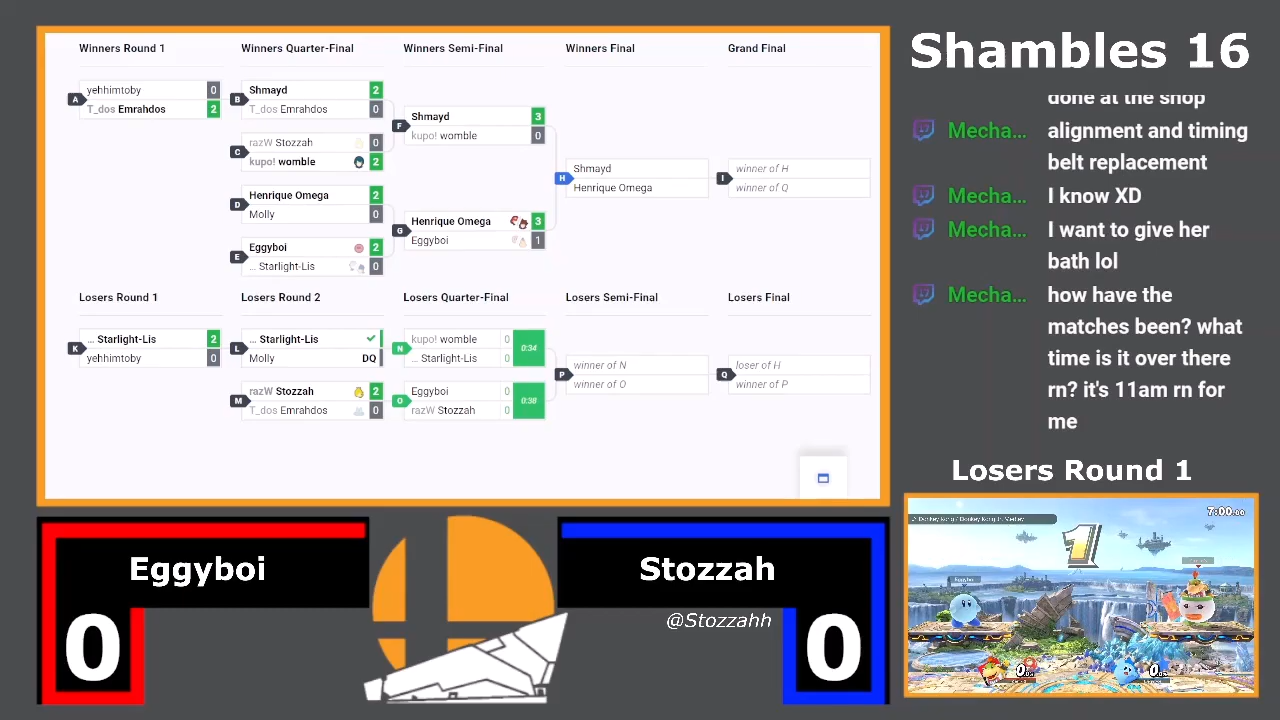 Winners Round 1
Winners Quarter-Final
Winners Semi-Final
Winners Final
Grand Final
A
yehhimtoby 0
T_dos Emrahdos 2
B
Shmayd 2
T_dos Emrahdos 0
C
razW Stozzah 0
kupo! womble 2
D
Henrique Omega 2
Molly 0
E
Eggyboi 2
... Starlight-Lis 0
F
Shmayd 3
kupo! womble 0
G
Henrique Omega 3
Eggyboi 1
H
Shmayd
Henrique Omega
I
winner of H
winner of Q
Losers Round 1
Losers Round 2
Losers Quarter-Final
Losers Semi-Final
Losers Final
K
... Starlight-Lis 2
yehhimtoby 0
L
... Starlight-Lis
Molly DQ
M
razW Stozzah 2
T_dos Emrahdos 0
N
kupo! womble 0
... Starlight-Lis 0
0:34
O
Eggyboi 0
razW Stozzah 0
0:38
P
winner of N
winner of O
Q
loser of H
winner of P
Shambles 16
done at the shop
Mecha... alignment and timing
belt replacement
Mecha... I know XD
Mecha... I want to give her
bath lol
Mecha... how have the
matches been? what
time is it over there
rn? it's 11am rn for
me
Losers Round 1
Donkey Kong / Donkey Kong Jr. Medley
7:00.00
1
Eggyboi
Eggyboi
0
Stozzah
@Stozzahh
0